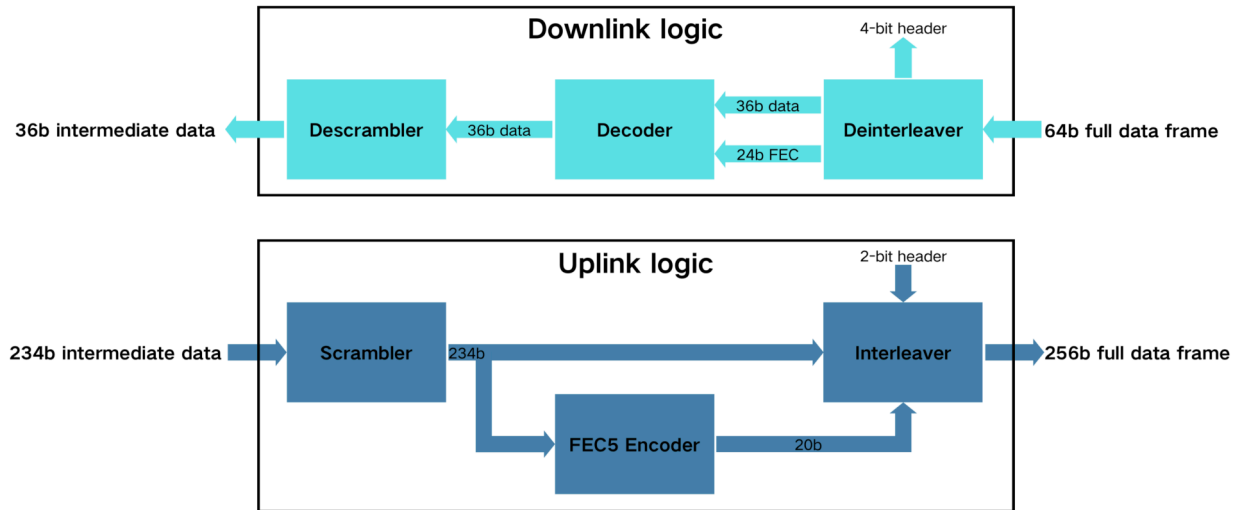 Downlink logic
4-bit header
36b intermediate data
Descrambler
36b data
Decoder
36b data
24b FEC
Deinterleaver
64b full data frame
Uplink logic
2-bit header
234b intermediate data
Scrambler
234b
Interleaver
256b full data frame
FEC5 Encoder
20b